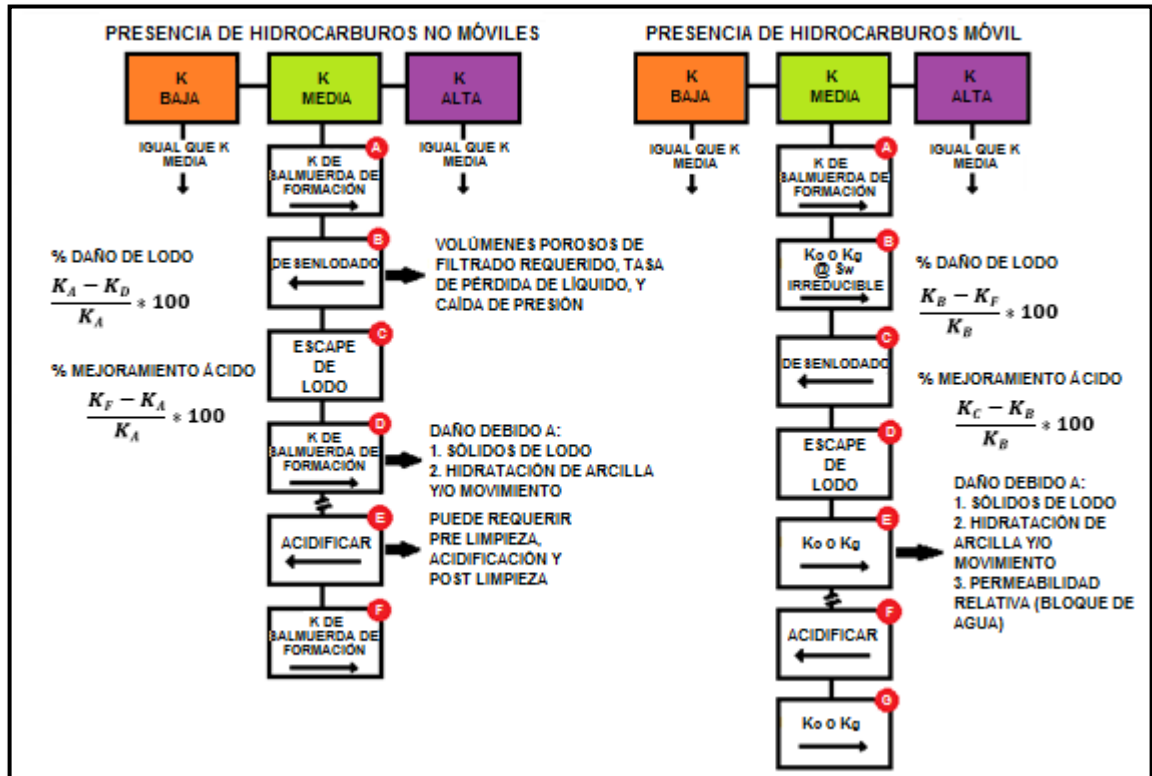 PRESENCIA DE HIDROCARBUROS NO MÓVILES
K
BAJA
K
MEDIA
K
ALTA
IGUAL QUE K
MEDIA
IGUAL QUE K
MEDIA
A
K DE
BALMUERDA DE
FORMACIÓN
B
DESENLODADO
VOLÚMENES POROSOS DE
FILTRADO REQUERIDO, TASA
DE PÉRDIDA DE LÍQUIDO, Y
CAÍDA DE PRESIÓN
% DAÑO DE LODO
(K_A − K_D) / K_A ∗ 100
C
ESCAPE
DE
LODO
% MEJORAMIENTO ÁCIDO
(K_F − K_A) / K_A ∗ 100
D
K DE
BALMUERDA DE
FORMACIÓN
DAÑO DEBIDO A:
1. SÓLIDOS DE LODO
2. HIDRATACIÓN DE ARCILLA
Y/O MOVIMIENTO
E
ACIDIFICAR
PUEDE REQUERIR
PRE LIMPIEZA,
ACIDIFICACIÓN Y
POST LIMPIEZA
F
K DE
BALMUERDA DE
FORMACIÓN
PRESENCIA DE HIDROCARBUROS MÓVIL
K
BAJA
K
MEDIA
K
ALTA
IGUAL QUE K
MEDIA
IGUAL QUE K
MEDIA
A
K DE
BALMUERDA DE
FORMACIÓN
B
Ko o Kg
@ Sw
IRREDUCIBLE
% DAÑO DE LODO
(K_B − K_F) / K_B ∗ 100
C
DESENLODADO
% MEJORAMIENTO ÁCIDO
(K_C − K_B) / K_B ∗ 100
D
ESCAPE
DE
LODO
E
Ko o Kg
DAÑO DEBIDO A:
1. SÓLIDOS DE LODO
2. HIDRATACIÓN DE
ARCILLA Y/O
MOVIMIENTO
3. PERMEABILIDAD
RELATIVA (BLOQUE DE
AGUA)
F
ACIDIFICAR
G
Ko o Kg